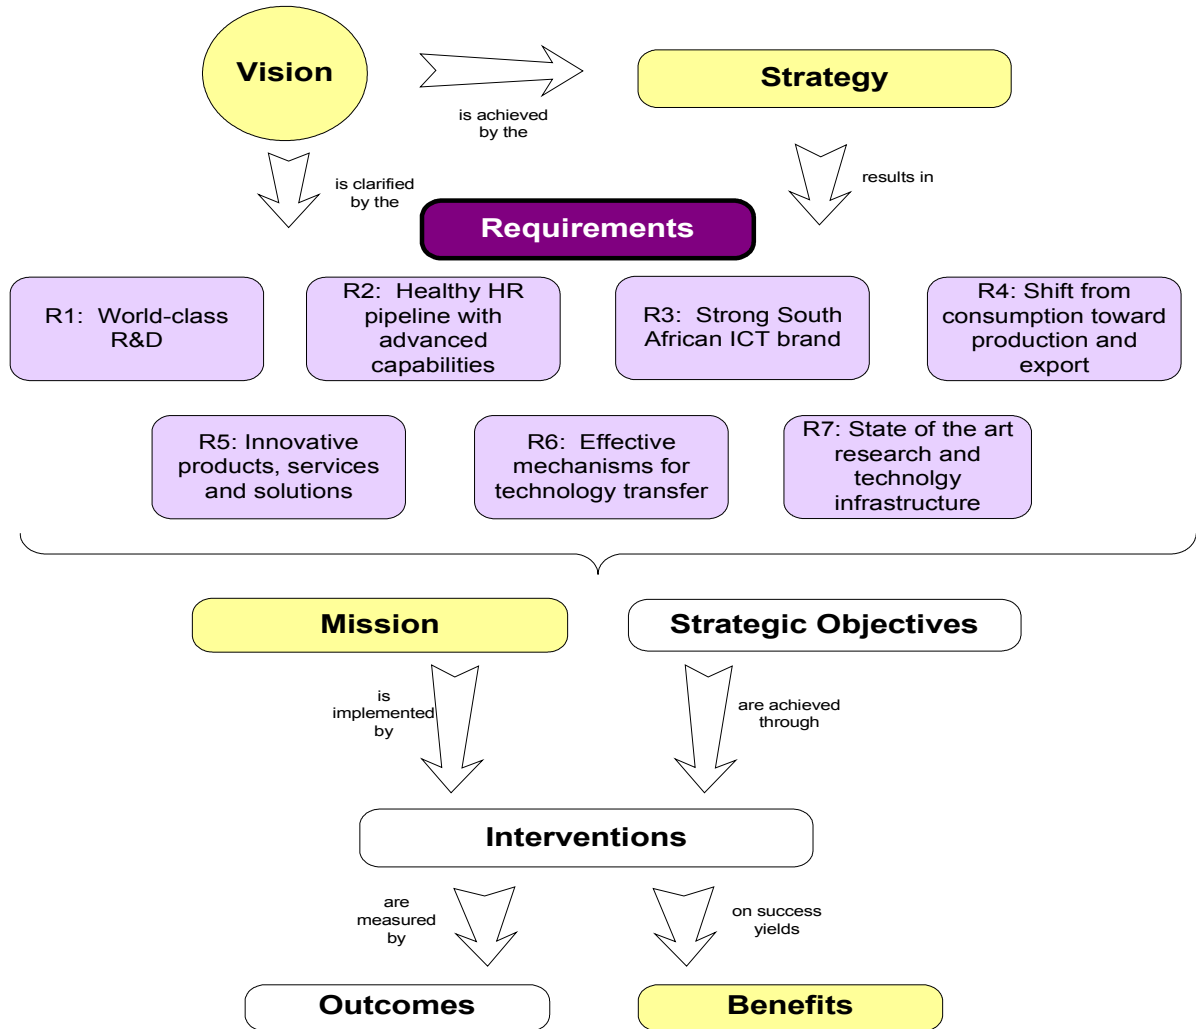 Vision
Strategy
is achieved
by the
is clarified
by the
results in
Requirements
R1: World-class
R&D
R2: Healthy HR
pipeline with
advanced
capabilities
R3: Strong South
African ICT brand
R4: Shift from
consumption toward
production and
export
R5: Innovative
products, services
and solutions
R6: Effective
mechanisms for
technology transfer
R7: State of the art
research and
technolgy
infrastructure
Mission
Strategic Objectives
is
implemented
by
are achieved
through
Interventions
are
measured
by
on success
yields
Outcomes
Benefits